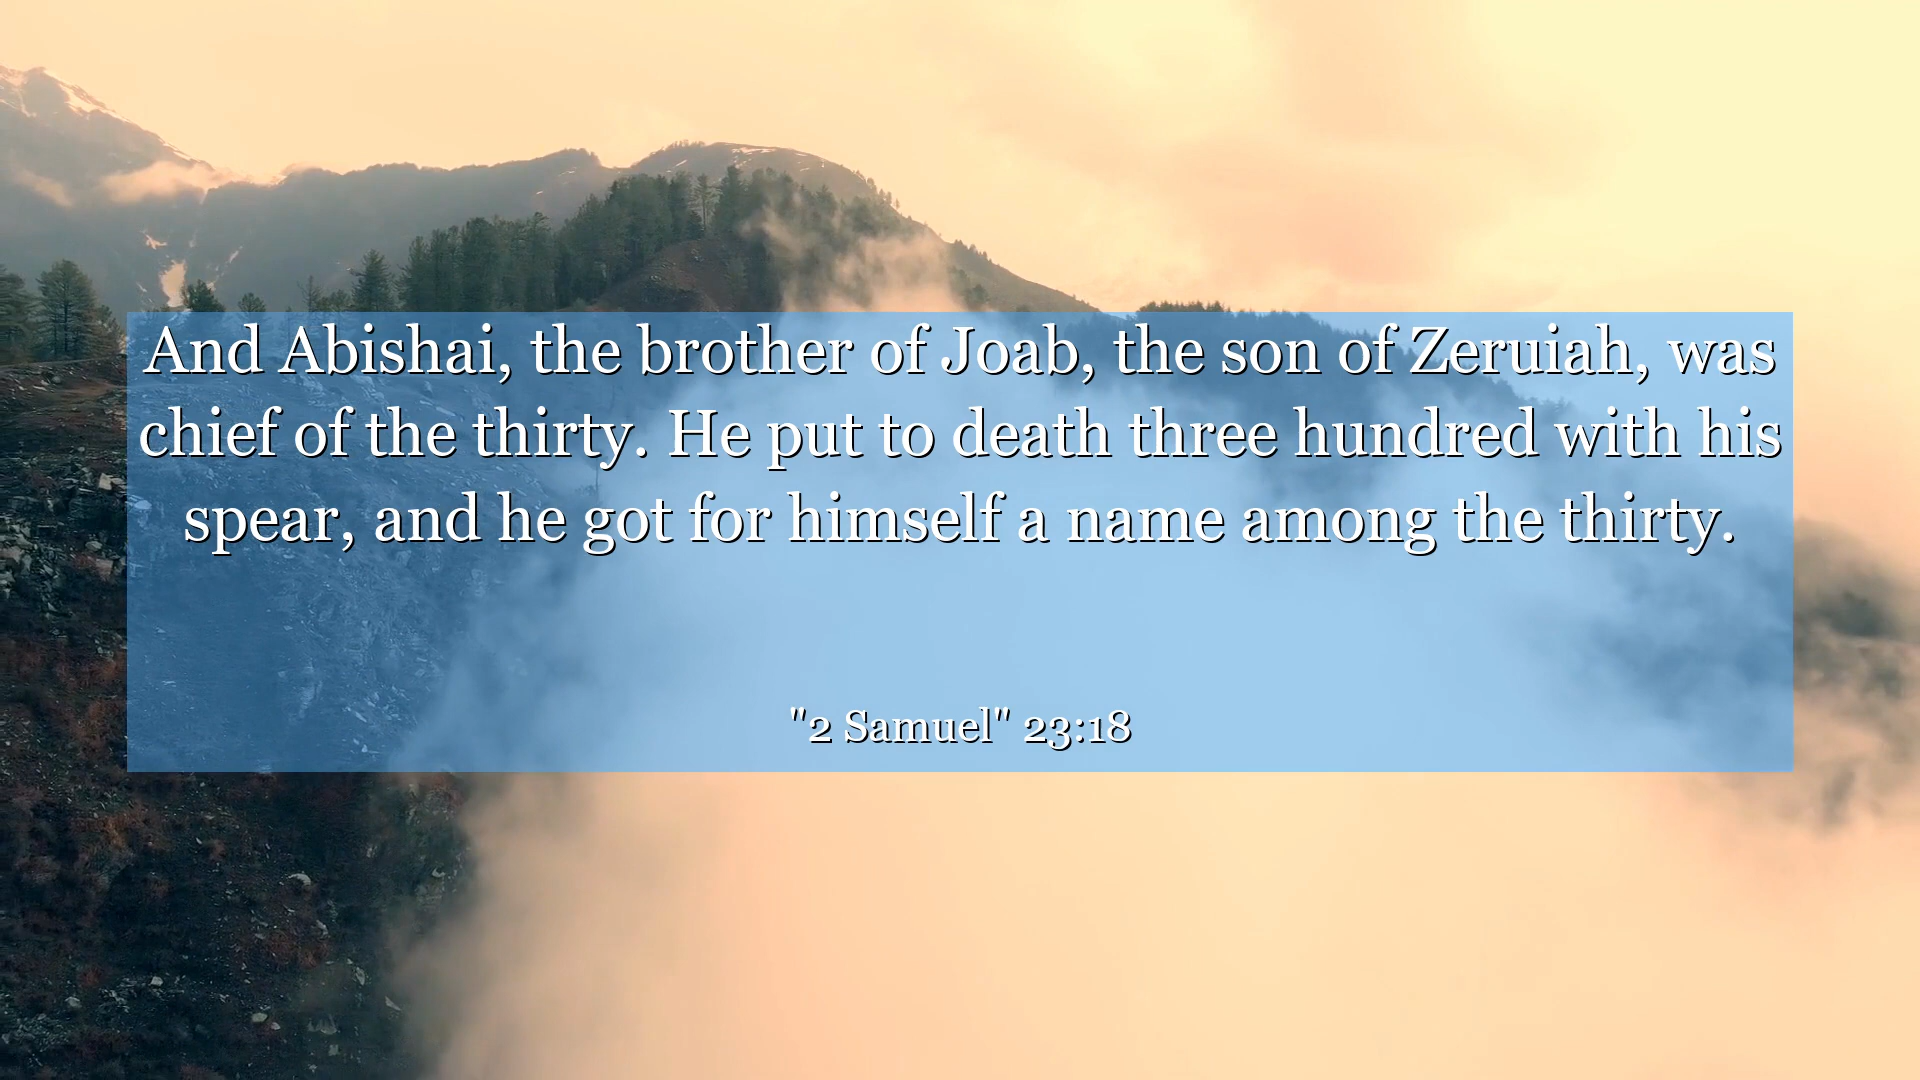 And Abishai, the brother of Joab, the son of Zeruiah, was
chief of the thirty. He put to death three hundred with his
spear, and he got for himself a name among the thirty.
"2 Samuel" 23:18